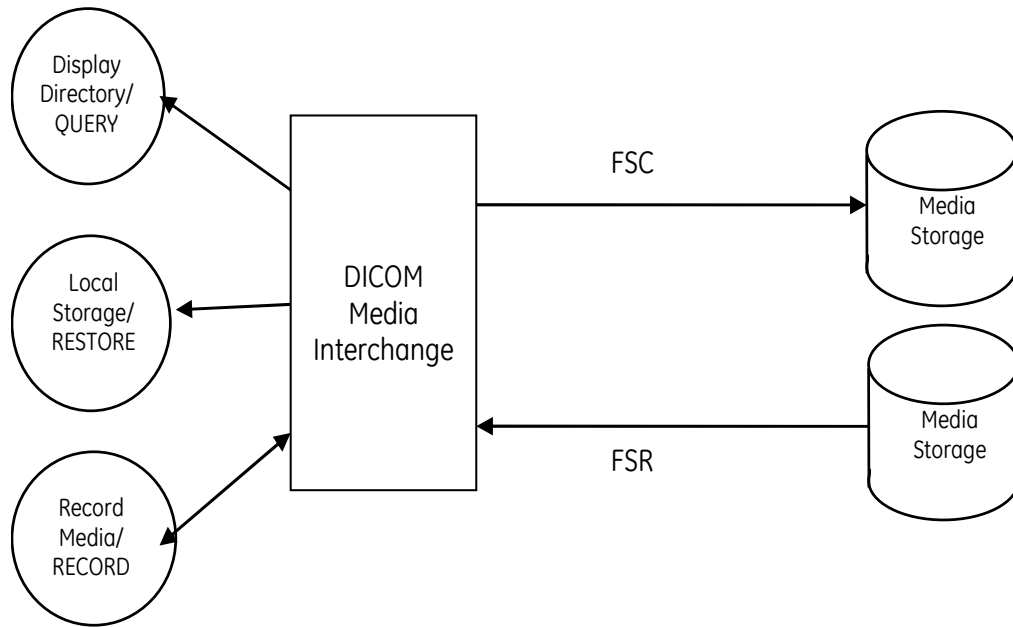 Display
Directory/
QUERY
Local
Storage/
RESTORE
Record
Media/
RECORD
DICOM
Media
Interchange
FSC
Media
Storage
FSR
Media
Storage